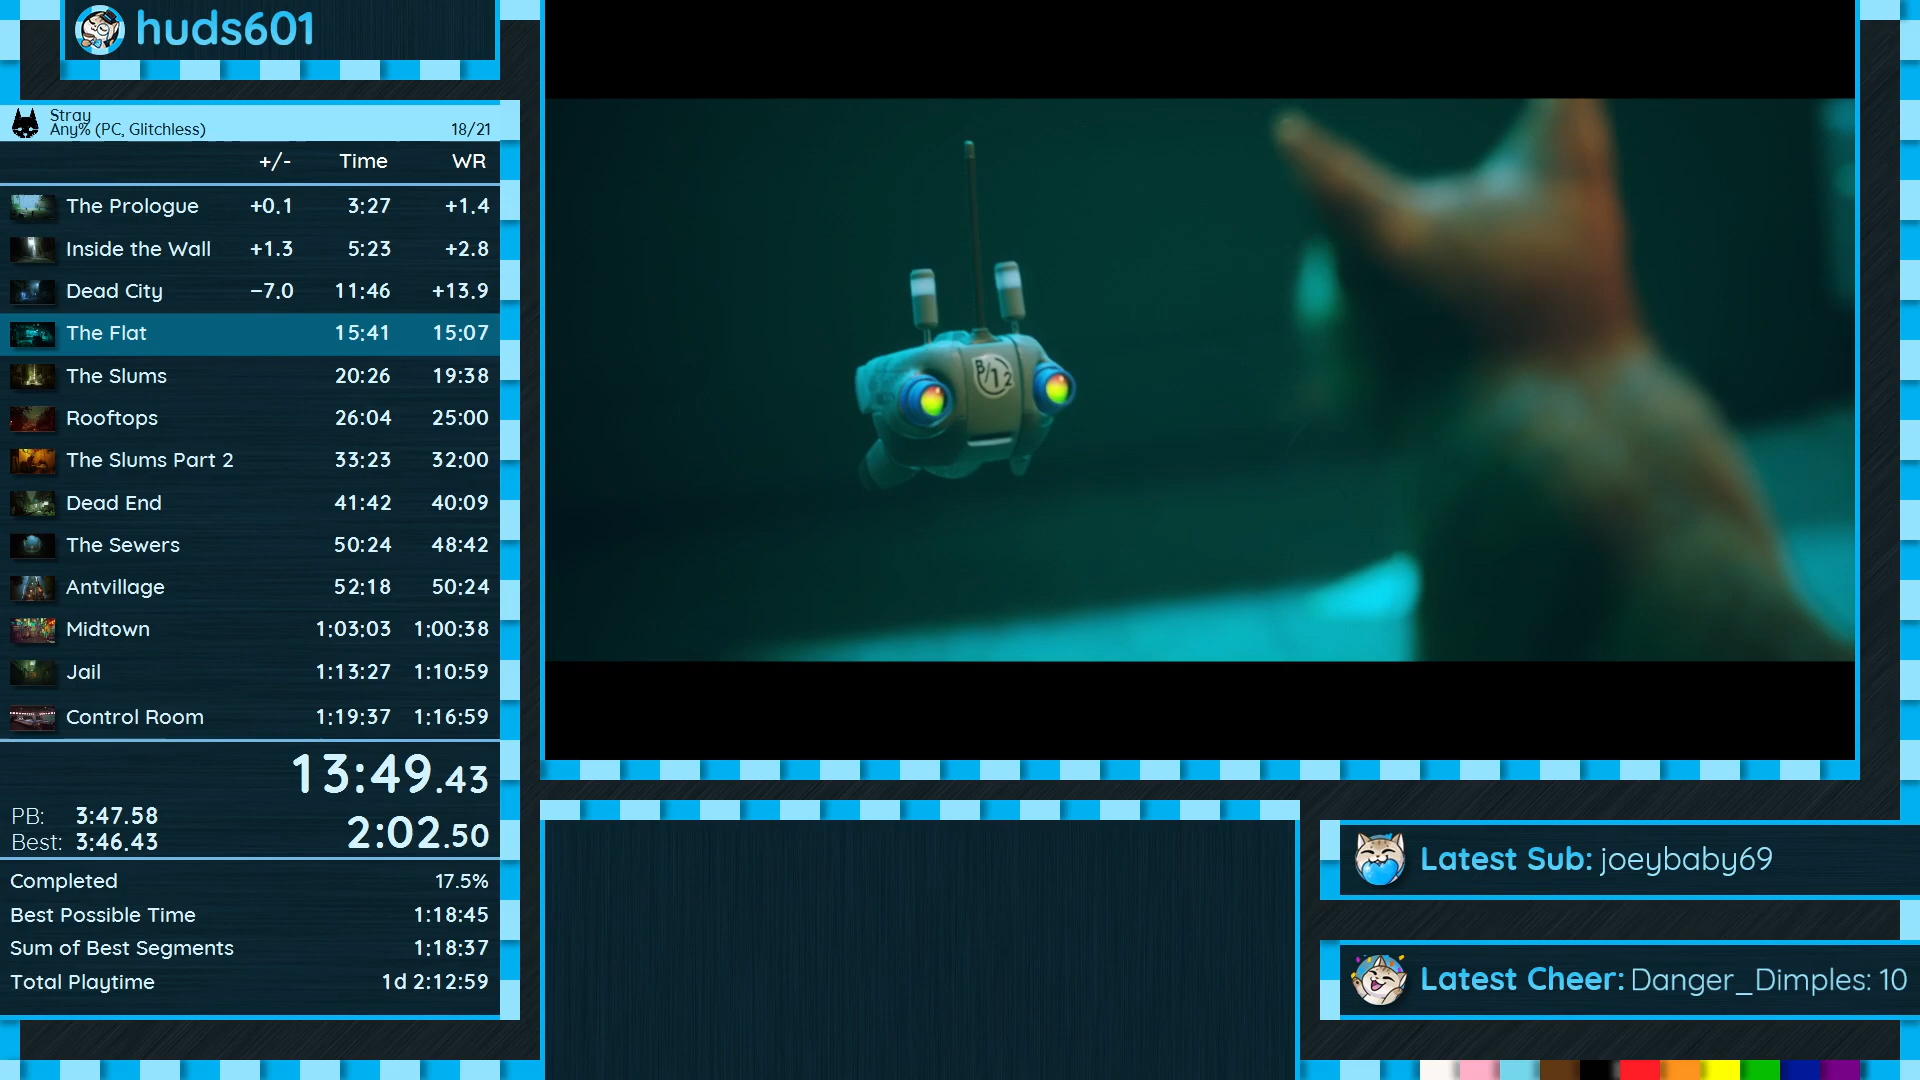 huds601
Stray
Any% (PC, Glitchless) 18/21
+/- Time WR
The Prologue +0.1 3:27 +1.4
Inside the Wall +1.3 5:23 +2.8
Dead City −7.0 11:46 +13.9
The Flat 15:41 15:07
The Slums 20:26 19:38
Rooftops 26:04 25:00
The Slums Part 2 33:23 32:00
Dead End 41:42 40:09
The Sewers 50:24 48:42
Antvillage 52:18 50:24
Midtown 1:03:03 1:00:38
Jail 1:13:27 1:10:59
Control Room 1:19:37 1:16:59
13:49.43
PB: 3:47.58
Best: 3:46.43
2:02.50
Completed 17.5%
Best Possible Time 1:18:45
Sum of Best Segments 1:18:37
Total Playtime 1d 2:12:59
B/12
Latest Sub: joeybaby69
Latest Cheer: Danger_Dimples: 10